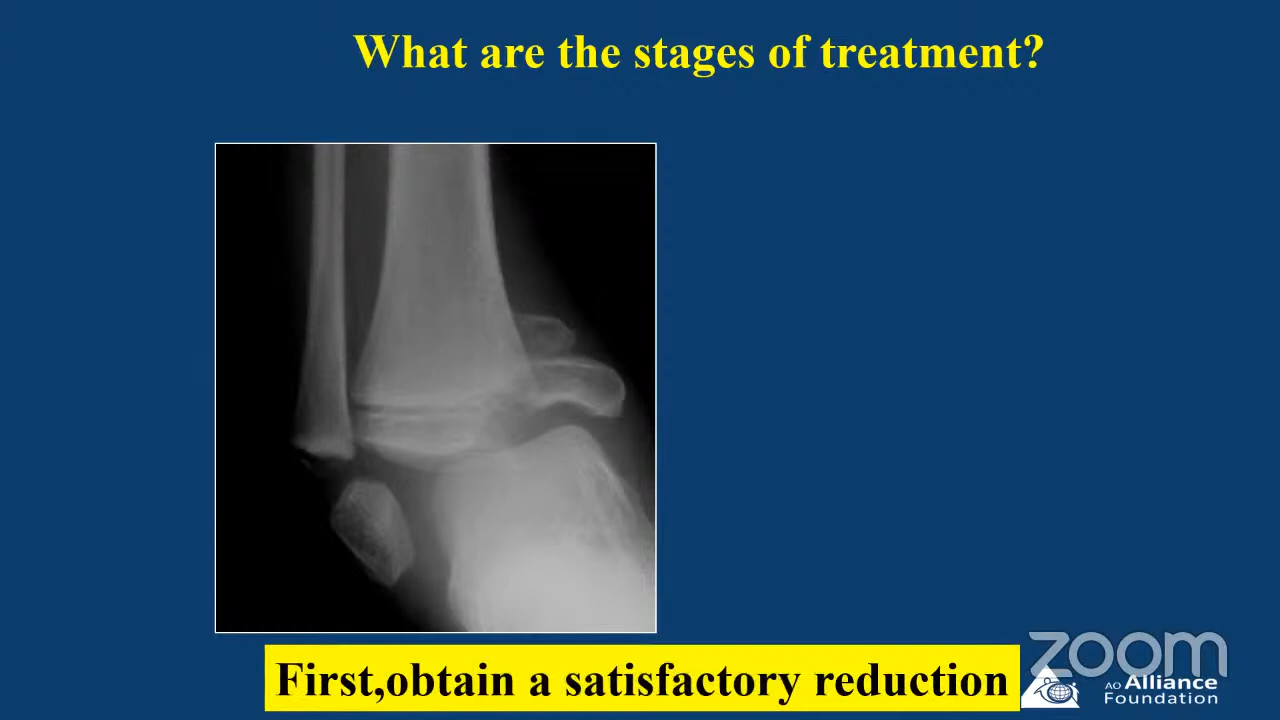 What are the stages of treatment?
First,obtain a satisfactory reduction
zoom
AO Alliance
Foundation